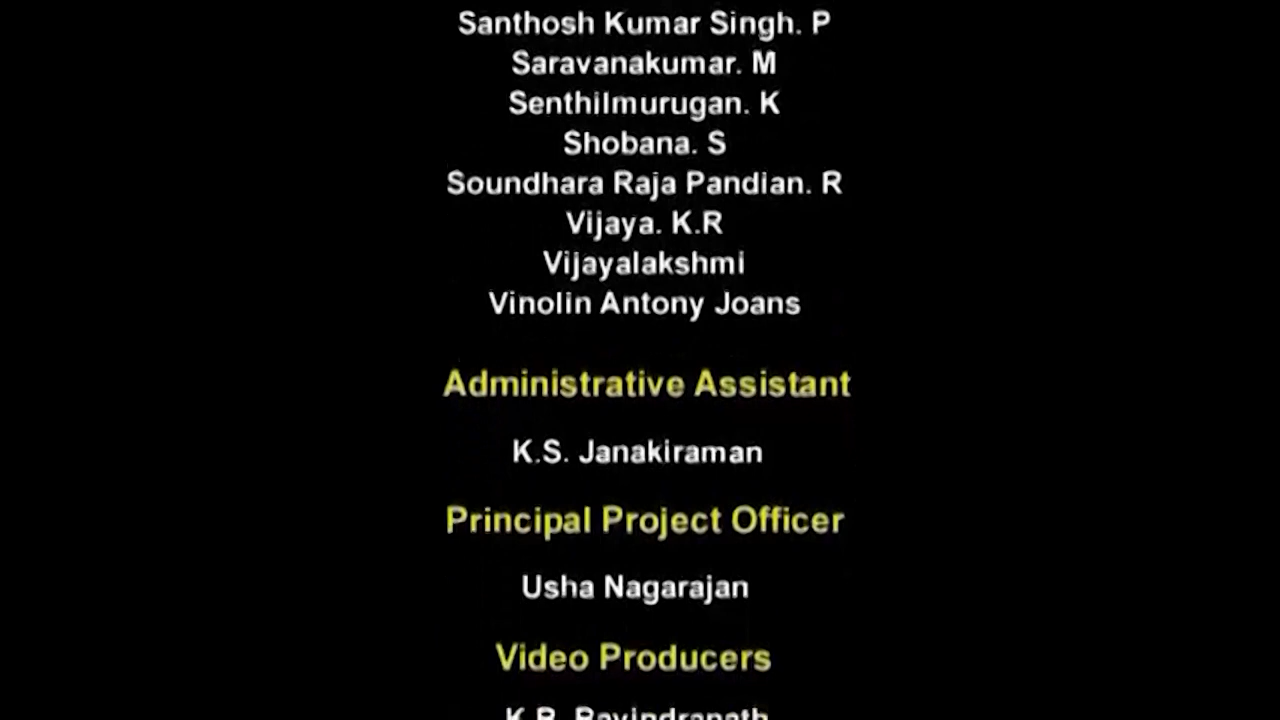 Santhosh Kumar Singh. P
Saravanakumar. M
Senthilmurugan. K
Shobana. S
Soundhara Raja Pandian. R
Vijaya. K.R
Vijayalakshmi
Vinolin Antony Joans
Administrative Assistant
K.S. Janakiraman
Principal Project Officer
Usha Nagarajan
Video Producers
K.R. Ravindranath